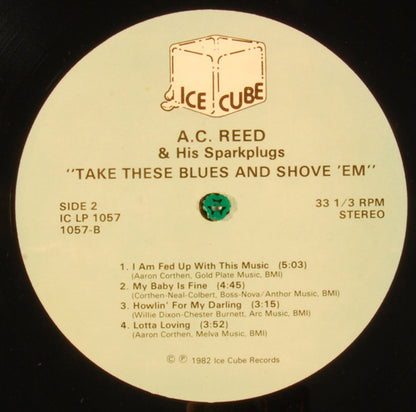 ICE CUBE
A.C. REED
& His Sparkplugs
"TAKE THESE BLUES AND SHOVE 'EM"
SIDE 2
IC LP 1057
1057-B
33 1/3 RPM
STEREO
1. I Am Fed Up With This Music (5:03)
(Aaron Corthen, Gold Plate Music, BMI)
2. My Baby Is Fine (4:45)
(Corthen-Neal-Colbert, Boss-Nova/Anthor Music, BMI)
3. Howlin' For My Darling (3:15)
(Willie Dixon-Chester Burnett, Arc Music, BMI)
4. Lotta Loving (3:52)
(Aaron Corthen, Melva Music, BMI)
© ℗ 1982 Ice Cube Records